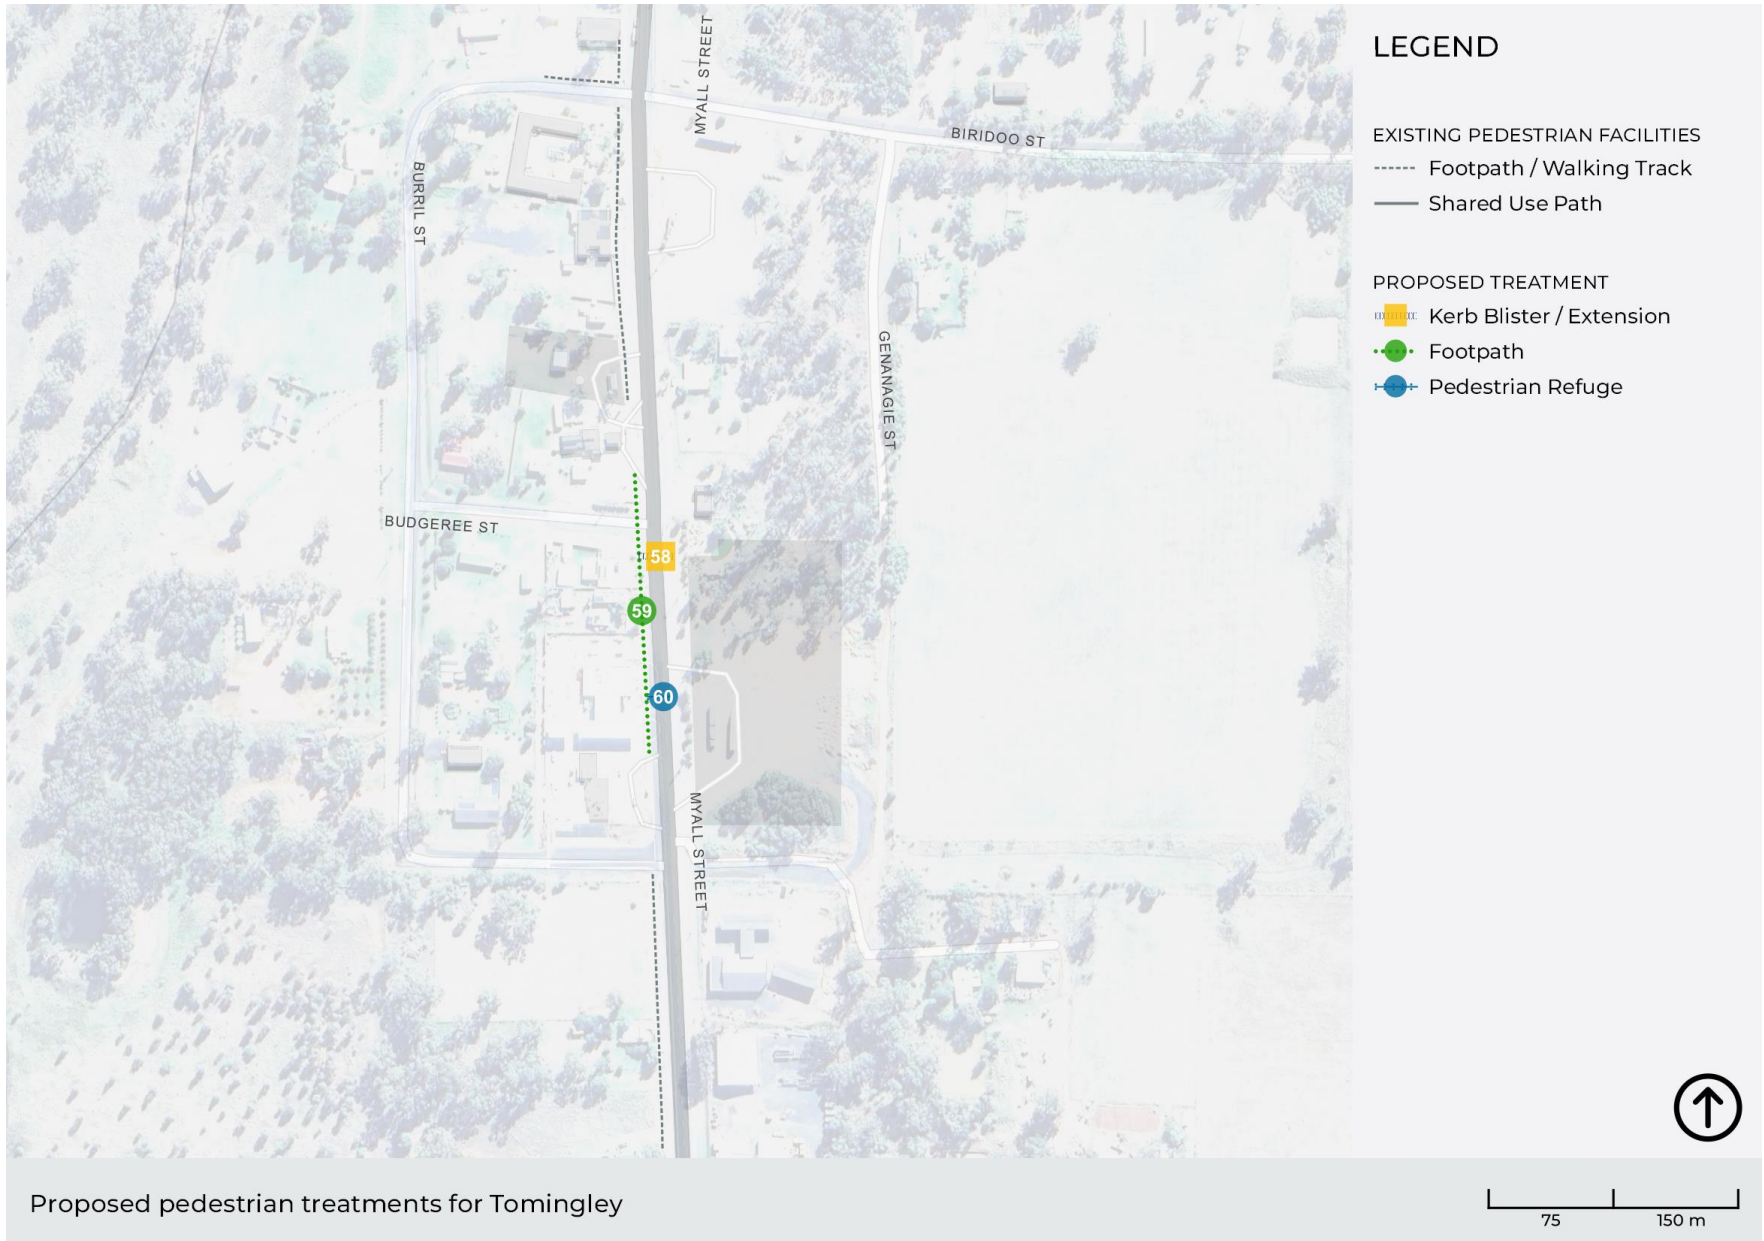 MYALL STREET
BIRIDOO ST
BURRIL ST
GENANAGIE ST
BUDGEREE ST
58
59
60
MYALL STREET
LEGEND
EXISTING PEDESTRIAN FACILITIES
Footpath / Walking Track
Shared Use Path
PROPOSED TREATMENT
Kerb Blister / Extension
Footpath
Pedestrian Refuge
Proposed pedestrian treatments for Tomingley
75 150 m